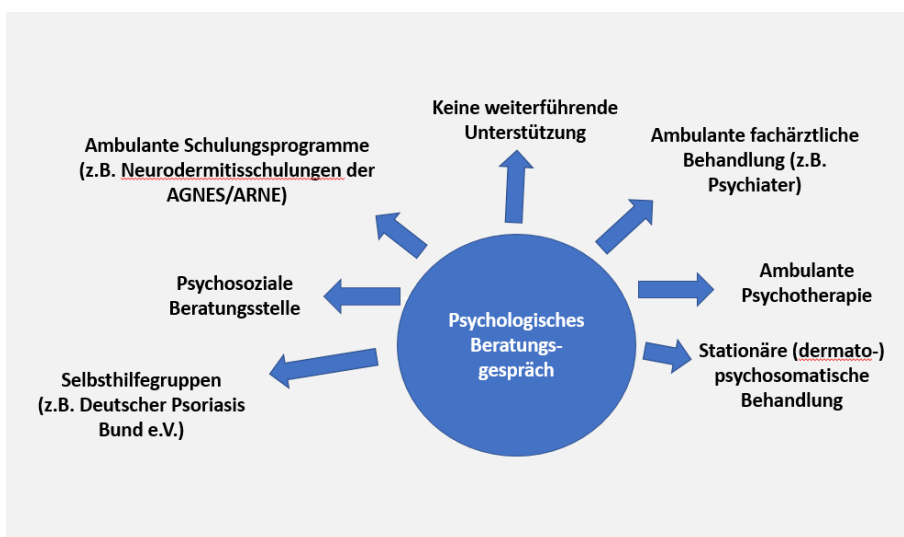 Keine weiterführende
Unterstützung
Ambulante Schulungsprogramme
(z.B. Neurodermitisschulungen der
AGNES/ARNE)
Ambulante fachärztliche
Behandlung (z.B.
Psychiater)
Psychosoziale
Beratungsstelle
Ambulante
Psychotherapie
Psychologisches
Beratungs-
gespräch
Stationäre (dermato-)
psychosomatische
Behandlung
Selbsthilfegruppen
(z.B. Deutscher Psoriasis
Bund e.V.)